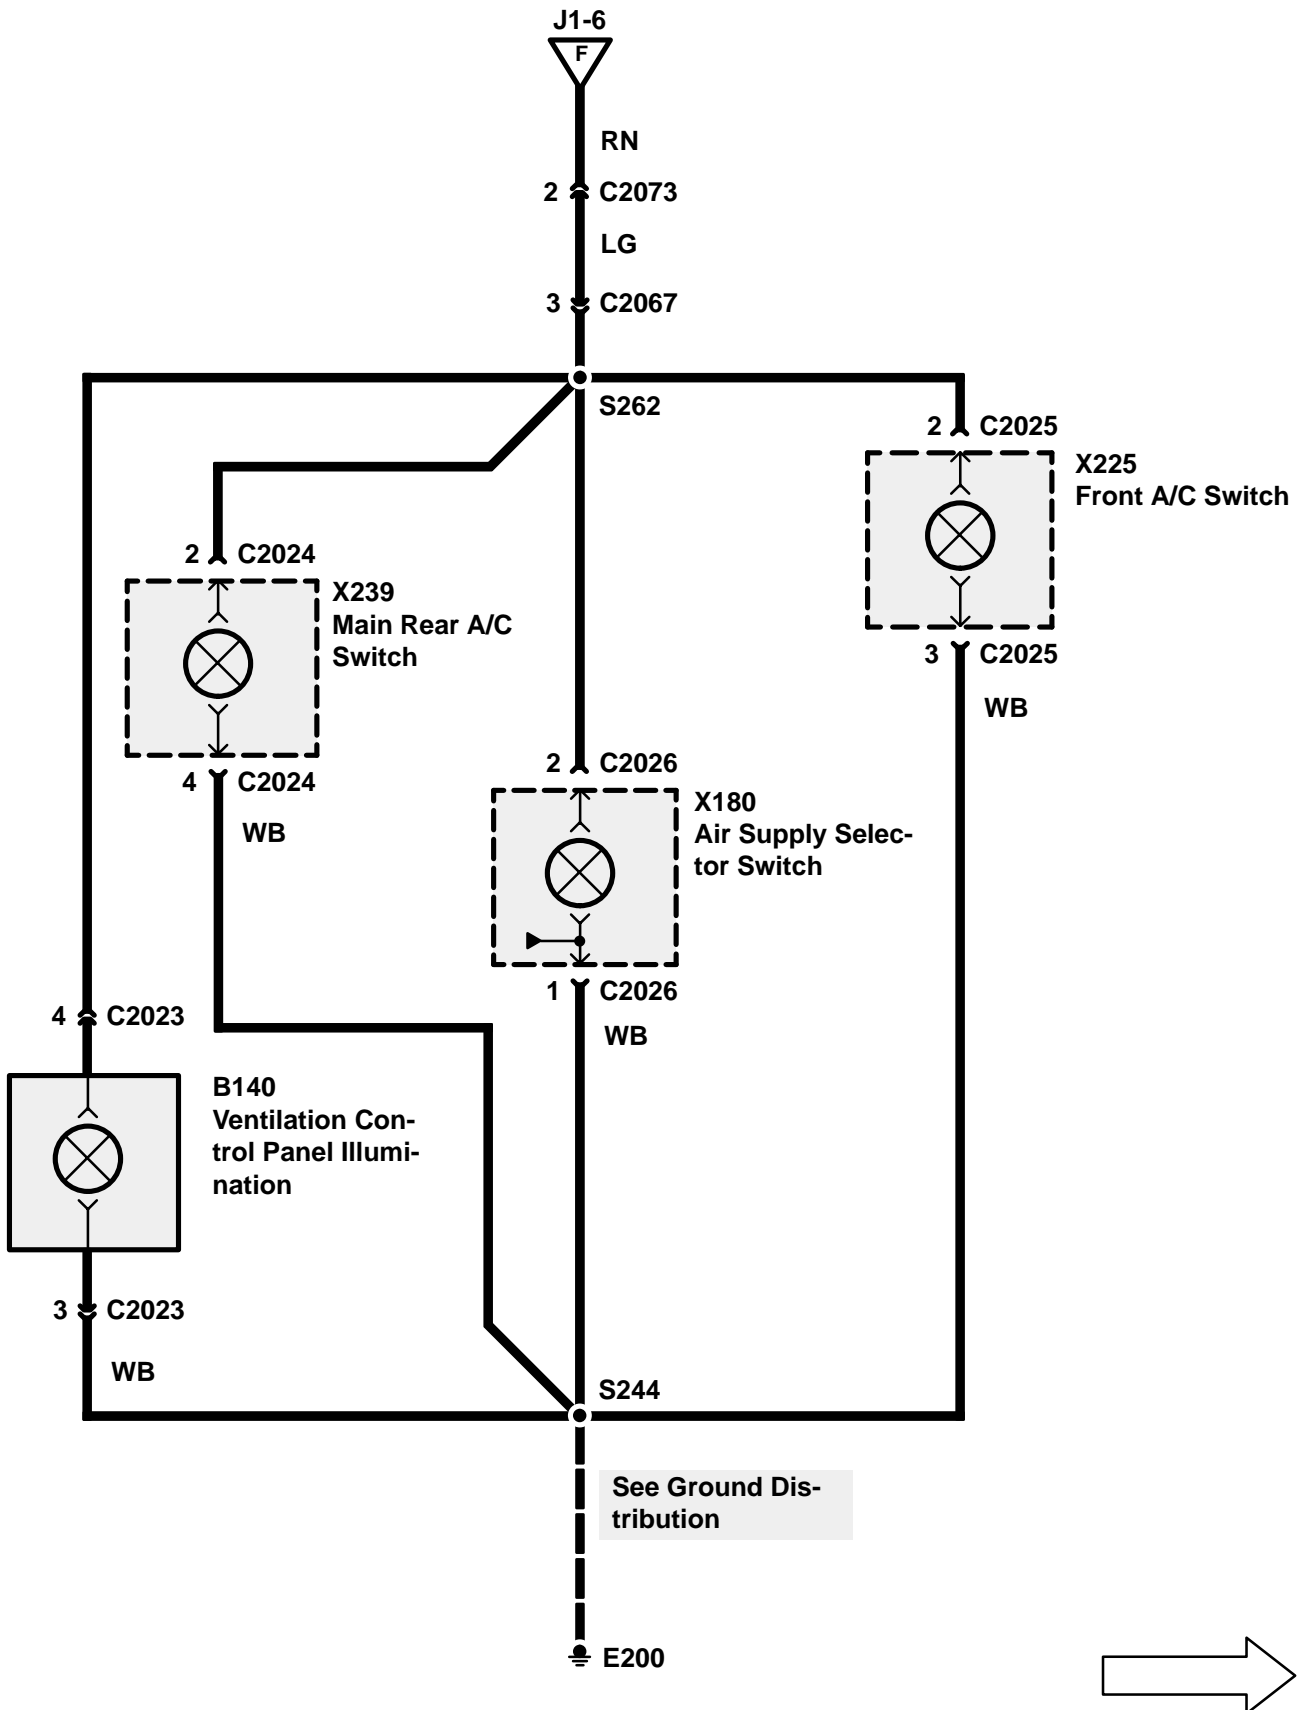 J1-6
F
RN
2 C2073
LG
3 C2067
S262
2 C2025
X225
Front A/C Switch
2 C2024
X239
Main Rear A/C
Switch
3 C2025
WB
4 C2024
WB
2 C2026
X180
Air Supply Selec-
tor Switch
1 C2026
WB
4 C2023
B140
Ventilation Con-
trol Panel Illumi-
nation
3 C2023
WB
S244
See Ground Dis-
tribution
E200